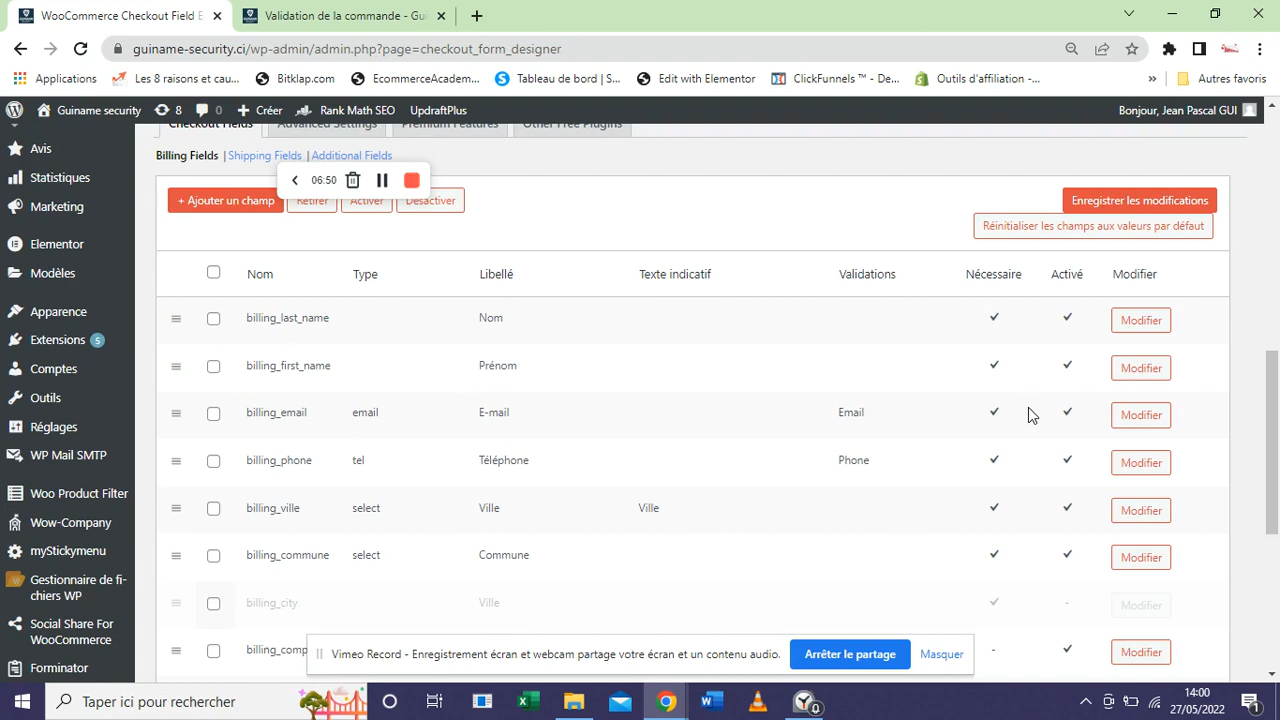 WooCommerce Checkout Field E
Validation de la commande - Gui
guiname-security.ci/wp-admin/admin.php?page=checkout_form_designer
Applications
Les 8 raisons et cau...
Bitklap.com
EcommerceAcadem...
Tableau de bord | S...
Edit with Elementor
ClickFunnels ™ - De...
Outils d'affiliation -...
»
Autres favoris
Guiname security
8
0
Créer
Rank Math SEO
UpdraftPlus
Bonjour, Jean Pascal GUI
Avis
Statistiques
Marketing
Elementor
Modèles
Apparence
Extensions 5
Comptes
Outils
Réglages
WP Mail SMTP
Woo Product Filter
Wow-Company
myStickymenu
Gestionnaire de fi-
chiers WP
Social Share For
WooCommerce
Forminator
Checkout Fields
Advanced Settings
Premium Features
Other Free Plugins
Billing Fields | Shipping Fields | Additional Fields
06:50
+ Ajouter un champ
Retirer
Activer
Désactiver
Enregistrer les modifications
Réinitialiser les champs aux valeurs par défaut
Nom Type Libellé Texte indicatif Validations Nécessaire Activé Modifier
billing_last_name Nom Modifier
billing_first_name Prénom Modifier
billing_email email E-mail Email Modifier
billing_phone tel Téléphone Phone Modifier
billing_ville select Ville Ville Modifier
billing_commune select Commune Modifier
billing_city Ville - Modifier
billing_comp - Modifier
Vimeo Record - Enregistrement écran et webcam partage votre écran et un contenu audio.
Arrêter le partage
Masquer
Taper ici pour rechercher
0
14:00
27/05/2022
1